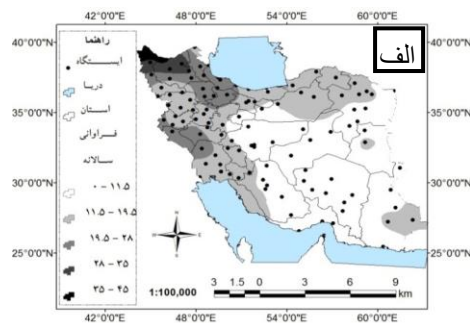 42°0'0"E 48°0'0"E 54°0'0"E 60°0'0"E
الف
راهنما
ایستگاه
دریا
استان
فراوانی
سالانه
۰ – ۱۱.۵
۱۱.۵ – ۱۹.۵
۱۹.۵ – ۲۸
۲۸ – ۳۵
۳۵ – ۴۵
40°0'0"N 40°0'0"N
35°0'0"N 35°0'0"N
30°0'0"N 30°0'0"N
25°0'0"N 25°0'0"N
1:100,000
3 1.5 0 3 6 9
km
42°0'0"E 48°0'0"E 54°0'0"E 60°0'0"E